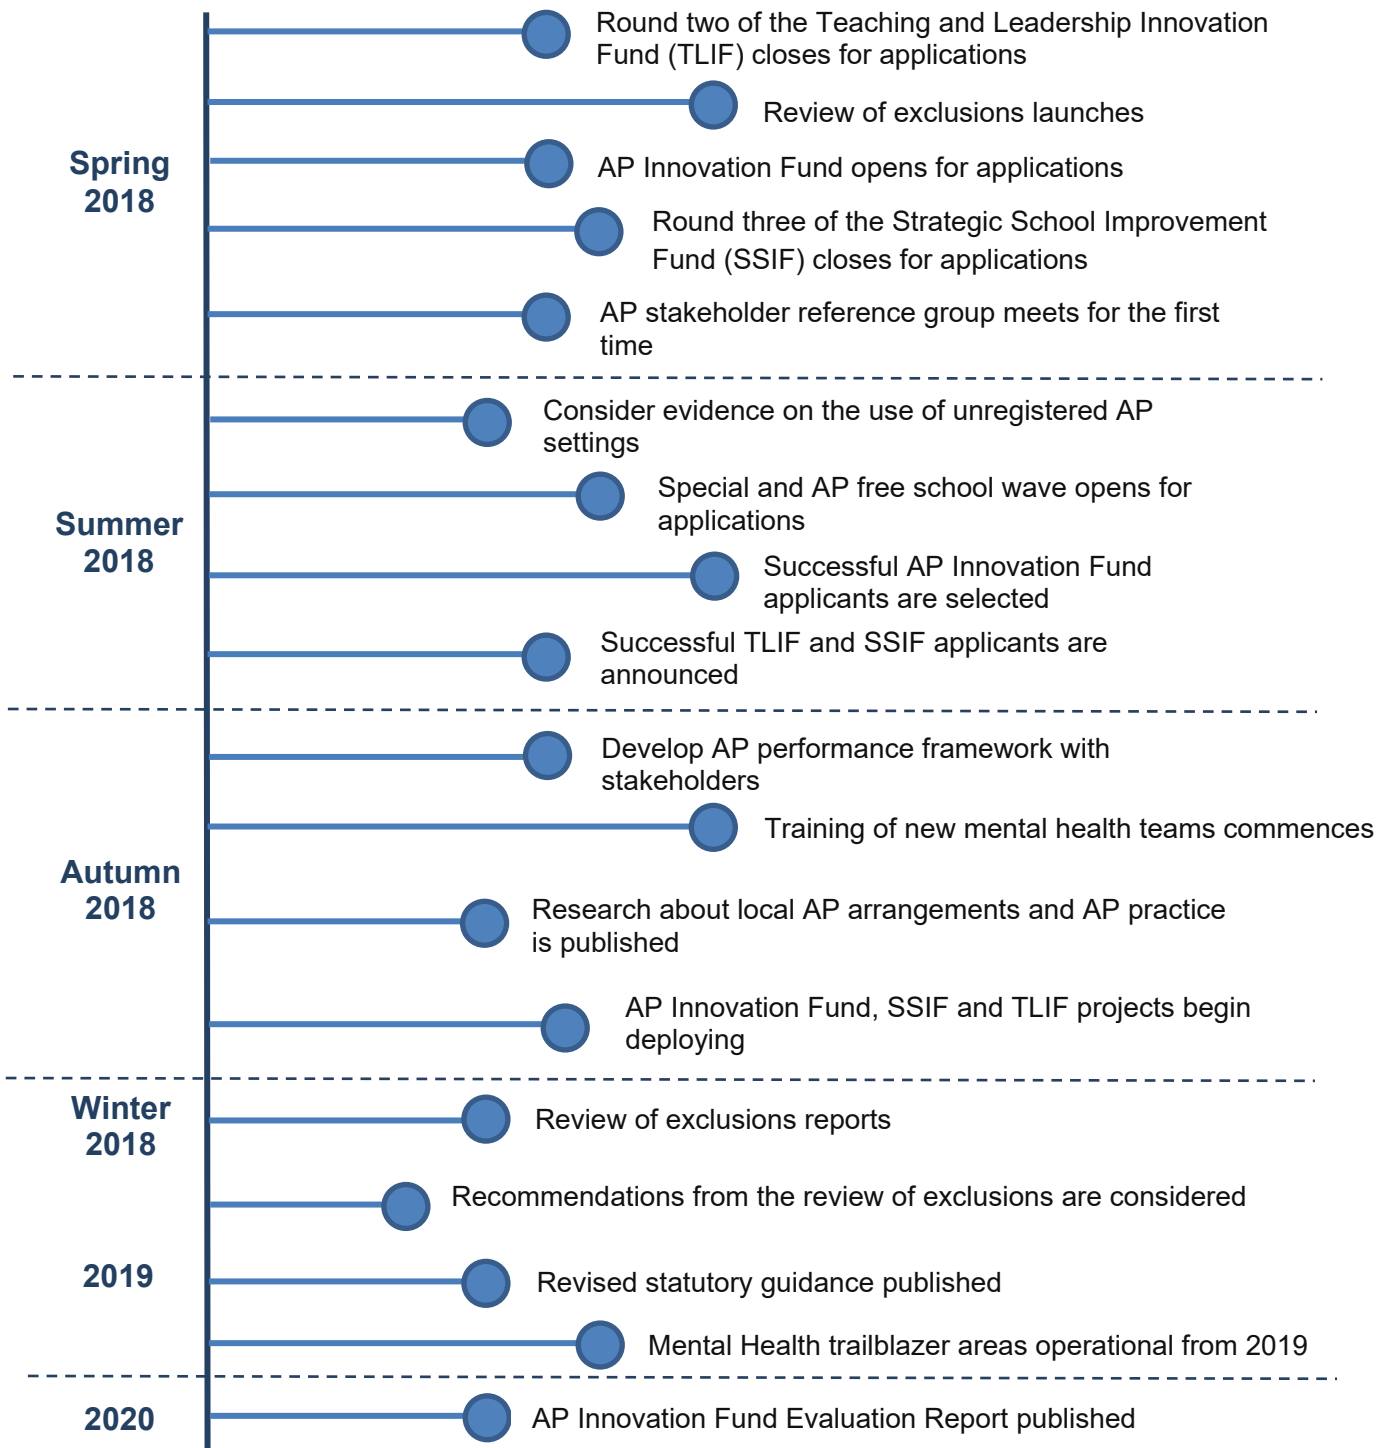 Round two of the Teaching and Leadership Innovation
Fund (TLIF) closes for applications
Review of exclusions launches
Spring
2018
AP Innovation Fund opens for applications
Round three of the Strategic School Improvement
Fund (SSIF) closes for applications
AP stakeholder reference group meets for the first
time
Consider evidence on the use of unregistered AP
settings
Special and AP free school wave opens for
applications
Summer
2018
Successful AP Innovation Fund
applicants are selected
Successful TLIF and SSIF applicants are
announced
Develop AP performance framework with
stakeholders
Training of new mental health teams commences
Autumn
2018
Research about local AP arrangements and AP practice
is published
AP Innovation Fund, SSIF and TLIF projects begin
deploying
Winter
2018
Review of exclusions reports
Recommendations from the review of exclusions are considered
2019
Revised statutory guidance published
Mental Health trailblazer areas operational from 2019
2020
AP Innovation Fund Evaluation Report published